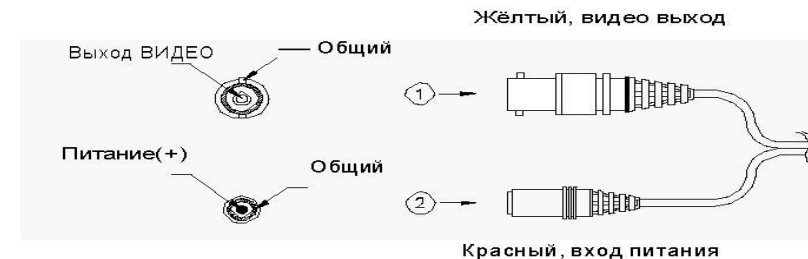 Жёлтый, видео выход
Выход ВИДЕО
Общий
1
Питание(+)
Общий
2
Красный, вход питания